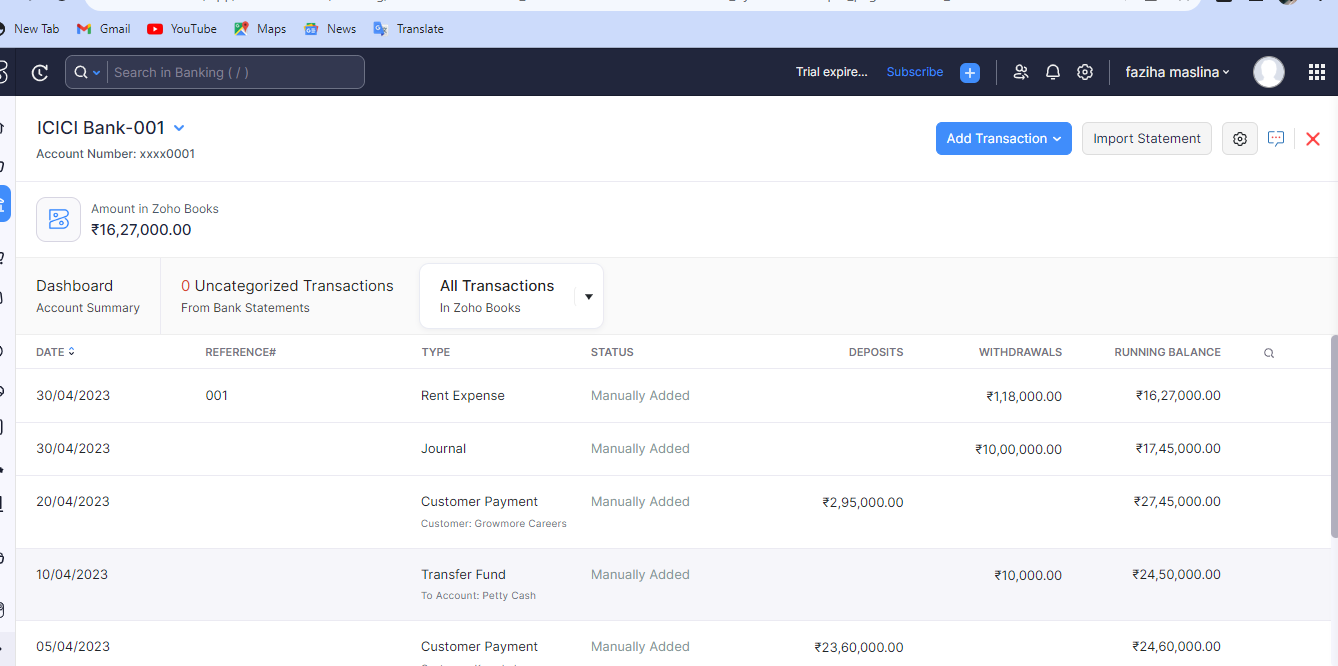 New Tab Gmail YouTube Maps News Translate
Search in Banking ( / ) Trial expire... Subscribe faziha maslina
ICICI Bank-001
Account Number: xxxx0001
Add Transaction Import Statement
Amount in Zoho Books
₹16,27,000.00
Dashboard 0 Uncategorized Transactions All Transactions
Account Summary From Bank Statements In Zoho Books
DATE REFERENCE# TYPE STATUS DEPOSITS WITHDRAWALS RUNNING BALANCE
30/04/2023 001 Rent Expense Manually Added ₹1,18,000.00 ₹16,27,000.00
30/04/2023 Journal Manually Added ₹10,00,000.00 ₹17,45,000.00
20/04/2023 Customer Payment Manually Added ₹2,95,000.00 ₹27,45,000.00
Customer: Growmore Careers
10/04/2023 Transfer Fund Manually Added ₹10,000.00 ₹24,50,000.00
To Account: Petty Cash
05/04/2023 Customer Payment Manually Added ₹23,60,000.00 ₹24,60,000.00